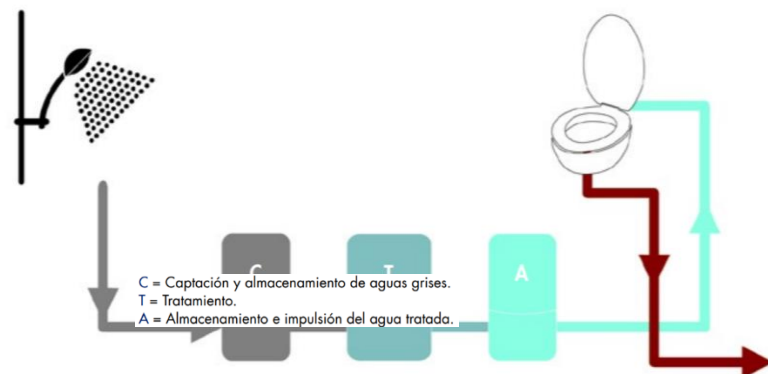 C T A
C = Captación y almacenamiento de aguas grises.
T = Tratamiento.
A = Almacenamiento e impulsión del agua tratada.